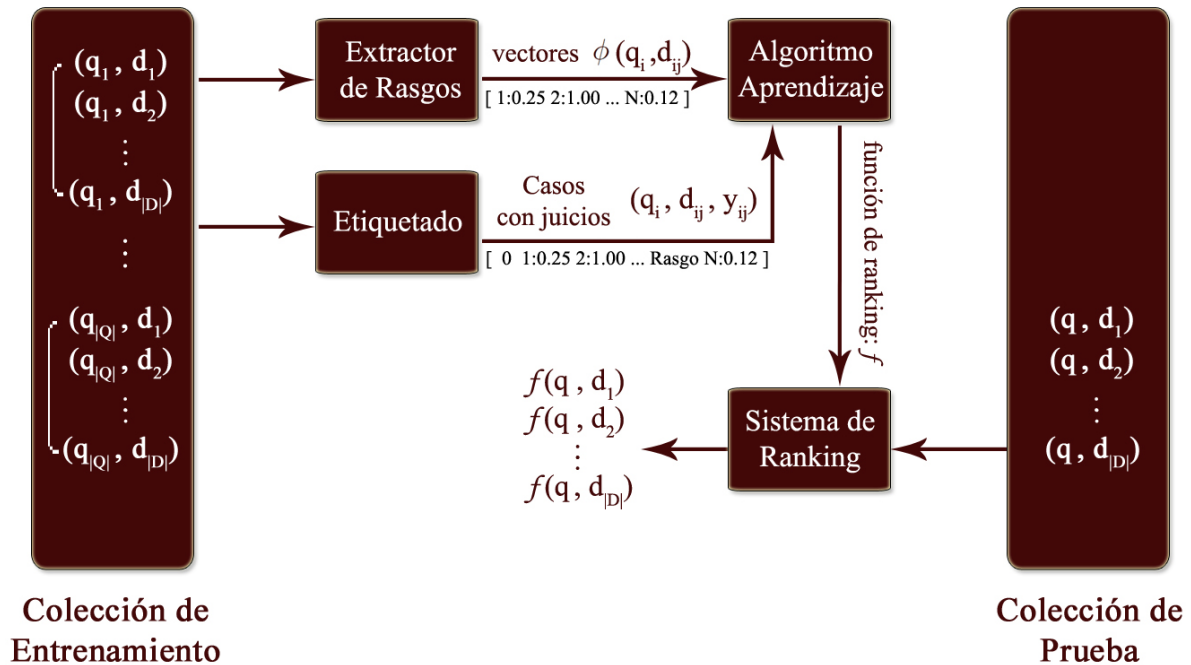 (q₁ , d₁)
(q₁ , d₂)
⋮
(q₁ , d|D|)
⋮
(q|Q| , d₁)
(q|Q| , d₂)
⋮
(q|Q| , d|D|)
Colección de
Entrenamiento
Extractor
de Rasgos
vectores ϕ (qᵢ ,dᵢⱼ)
[ 1:0.25 2:1.00 ... N:0.12 ]
Etiquetado
Casos
con juicios
(qᵢ , dᵢⱼ , yᵢⱼ)
[ 0 1:0.25 2:1.00 ... Rasgo N:0.12 ]
Algoritmo
Aprendizaje
función de ranking: f
Sistema de
Ranking
f(q , d₁)
f(q , d₂)
⋮
f(q , d|D|)
(q , d₁)
(q , d₂)
⋮
(q , d|D|)
Colección de
Prueba